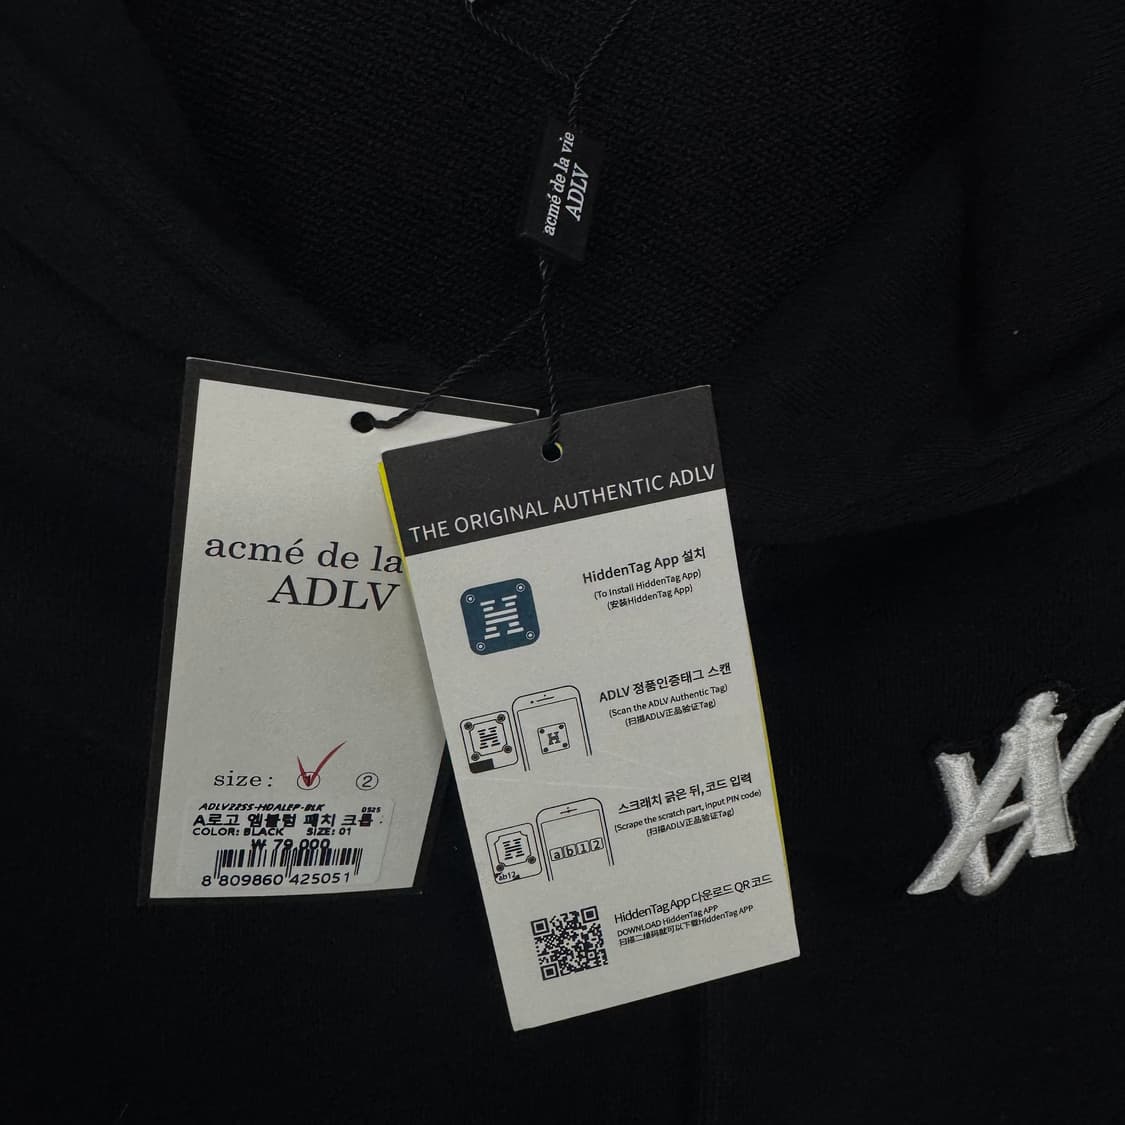 acmé de la vie
ADLV
acmé de la
ADLV
size: 1 2
ADLV22SS-HDALEP-BLK 0525
A로고 엠블럼 패치 크롭
COLOR: BLACK SIZE: 01
₩ 79,000
8 809860 425051
THE ORIGINAL AUTHENTIC ADLV
HiddenTag App 설치
(To Install HiddenTag App)
(安装HiddenTag App)
ADLV 정품인증태그 스캔
(Scan the ADLV Authentic Tag)
(扫描ADLV正品验证Tag)
스크래치 긁은 뒤, 코드 입력
(Scrape the scratch part, input PIN code)
(扫描ADLV正品验证Tag)
ab12
a b 1 2
HiddenTag App 다운로드 QR 코드
DOWNLOAD HiddenTag APP
扫描二维码就可以下载HiddenTag APP